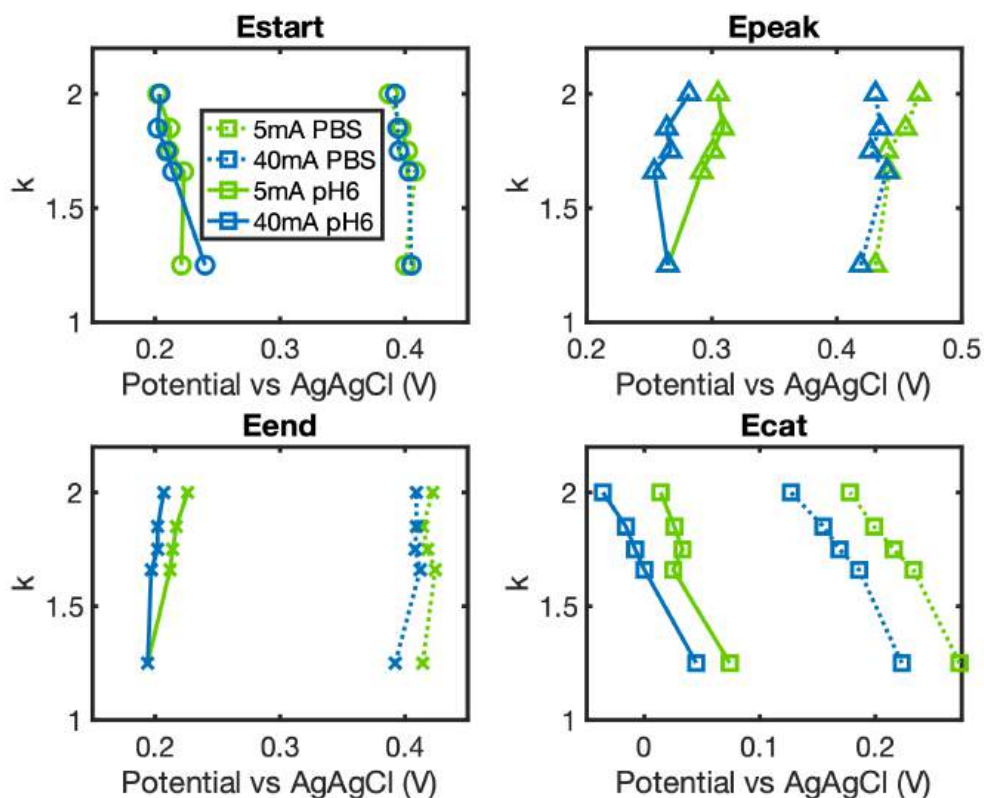 Estart
Epeak
2
1.5
1
k
5mA PBS
40mA PBS
5mA pH6
40mA pH6
0.2
0.3
0.4
Potential vs AgAgCl (V)
2
1.5
1
k
0.2
0.3
0.4
0.5
Potential vs AgAgCl (V)
Eend
Ecat
2
1.5
1
k
0.2
0.3
0.4
Potential vs AgAgCl (V)
2
1.5
1
k
0
0.1
0.2
Potential vs AgAgCl (V)